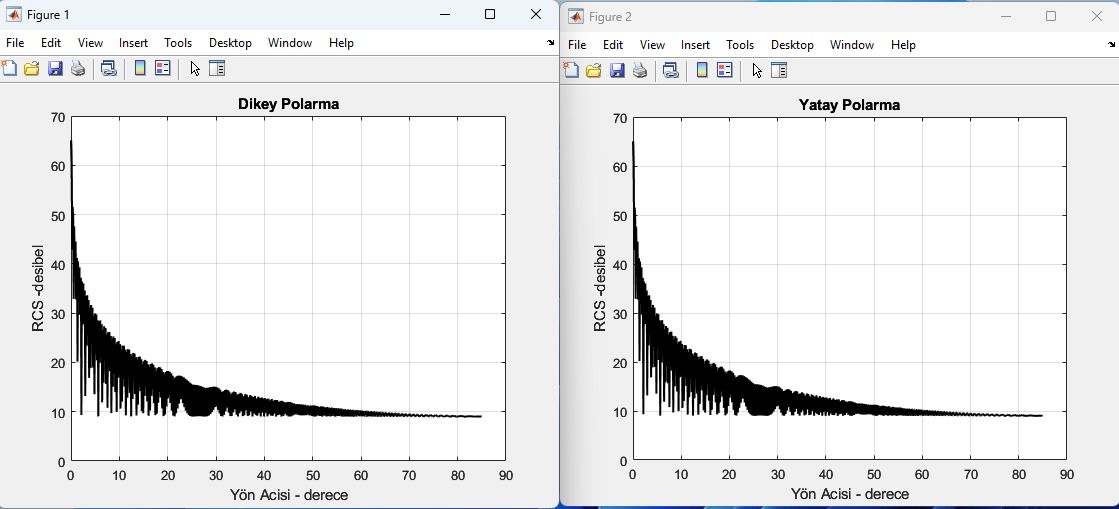 Figure 1
File Edit View Insert Tools Desktop Window Help
Dikey Polarma
70
60
50
40
30
20
10
0
RCS -desibel
0 10 20 30 40 50 60 70 80 90
Yön Acisi - derece
Figure 2
File Edit View Insert Tools Desktop Window Help
Yatay Polarma
70
60
50
40
30
20
10
0
RCS -desibel
0 10 20 30 40 50 60 70 80 90
Yön Acisi - derece